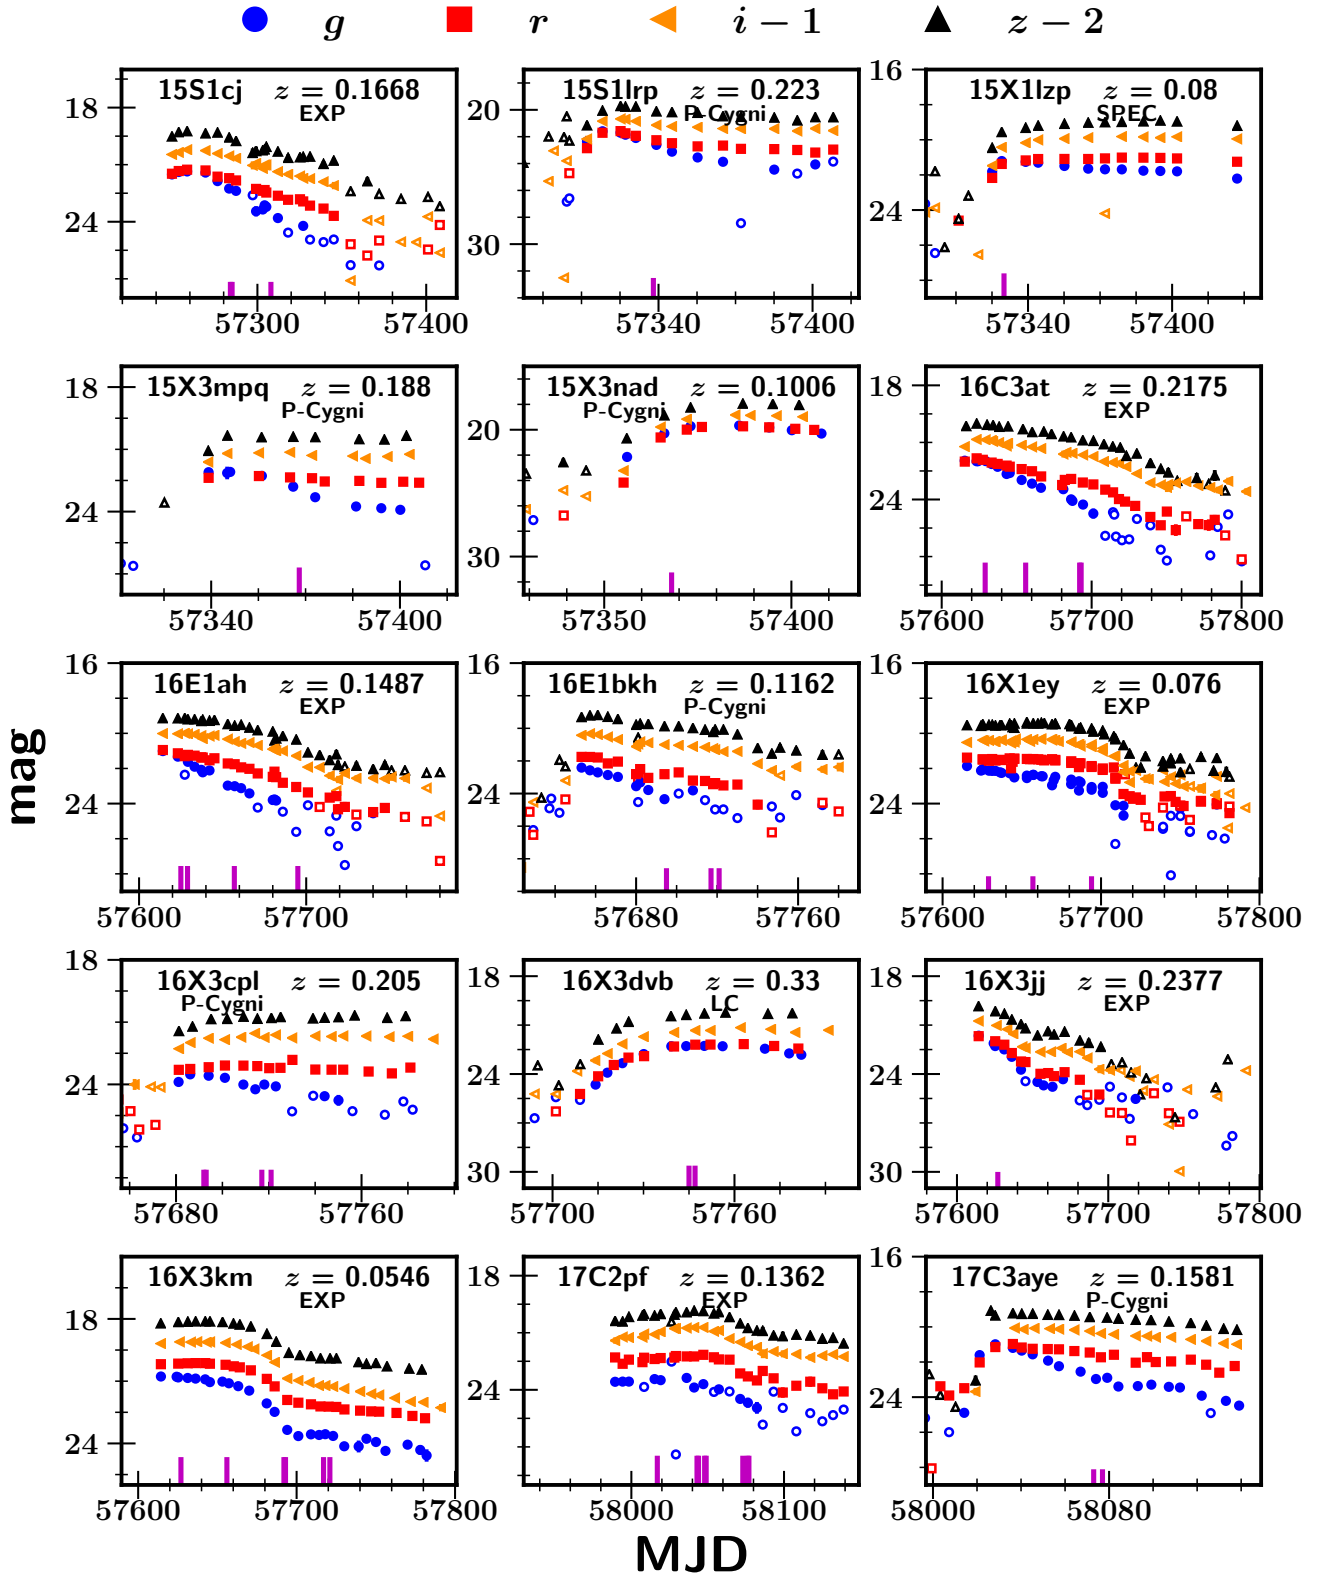 g r i − 1 z − 2
15S1cj z = 0.1668
EXP
18
24
57300 57400
15S1lrp z = 0.223
P-Cygni
20
30
57340 57400
15X1lzp z = 0.08
SPEC
16
24
57340 57400
15X3mpq z = 0.188
P-Cygni
18
24
57340 57400
15X3nad z = 0.1006
P-Cygni
20
30
57350 57400
16C3at z = 0.2175
EXP
18
24
57600 57700 57800
16E1ah z = 0.1487
EXP
16
24
57600 57700
16E1bkh z = 0.1162
P-Cygni
16
24
57680 57760
16X1ey z = 0.076
EXP
16
24
57600 57700 57800
mag
16X3cpl z = 0.205
P-Cygni
18
24
57680 57760
16X3dvb z = 0.33
LC
18
24
30
57700 57760
16X3jj z = 0.2377
EXP
18
24
30
57600 57700 57800
16X3km z = 0.0546
EXP
18
24
57600 57700 57800
17C2pf z = 0.1362
EXP
18
24
58000 58100
17C3aye z = 0.1581
P-Cygni
16
24
58000 58080
MJD